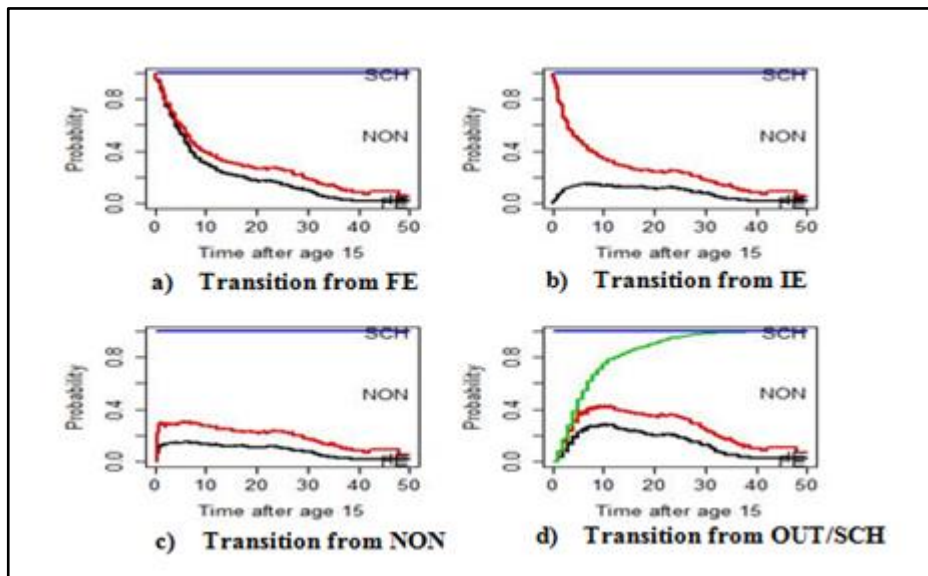 SCH
NON
Probability
0.0 0.4 0.8
0 10 20 30 40 50
Time after age 15
a) Transition from FE
SCH
NON
Probability
0.0 0.4 0.8
0 10 20 30 40 50
Time after age 15
b) Transition from IE
SCH
NON
Probability
0.0 0.4 0.8
0 10 20 30 40 50
Time after age 15
c) Transition from NON
SCH
NON
Probability
0.0 0.4 0.8
0 10 20 30 40 50
Time after age 15
d) Transition from OUT/SCH